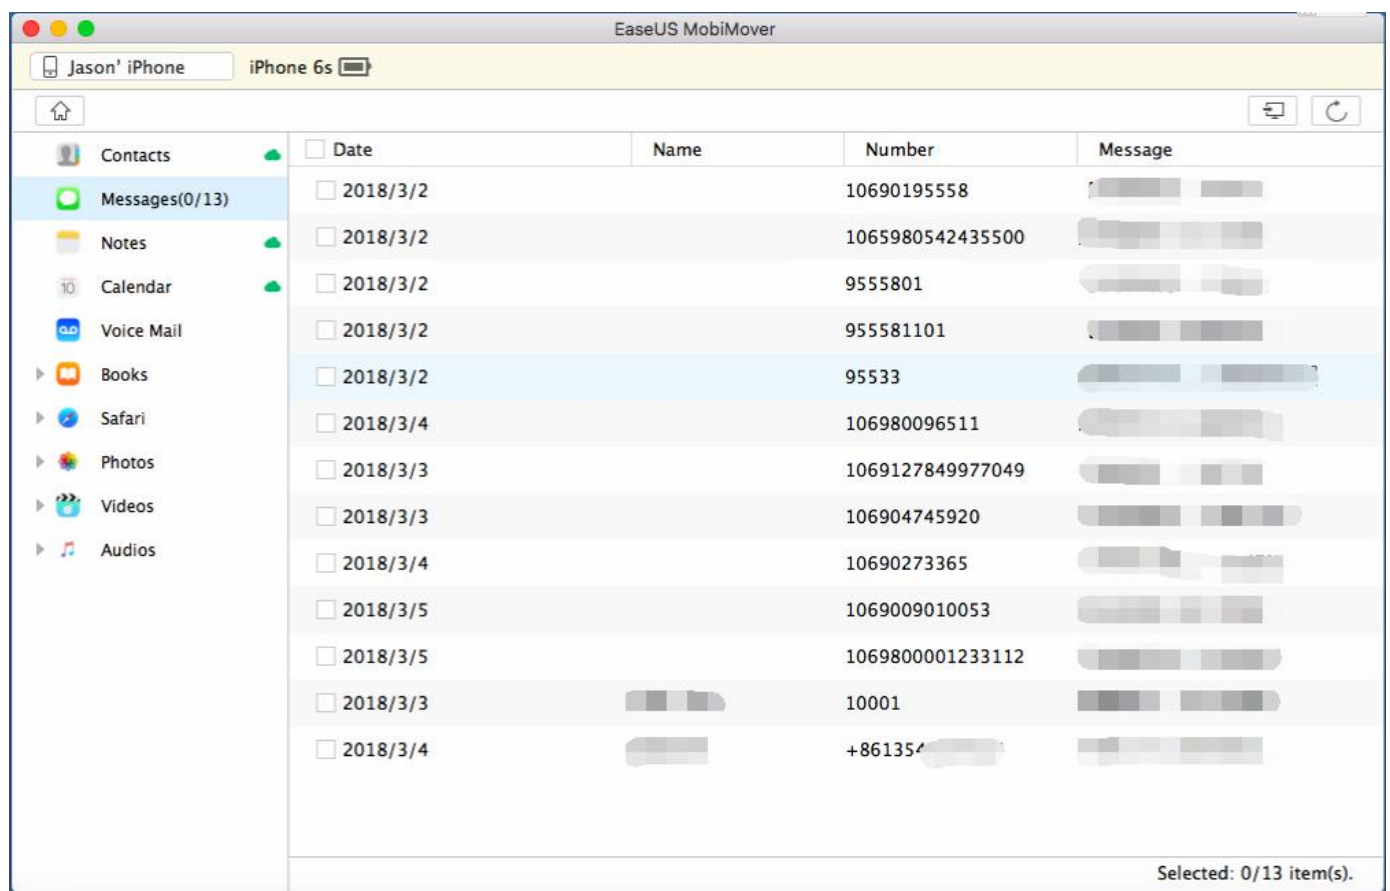 EaseUS MobiMover
Jason' iPhone iPhone 6s
Contacts
Messages(0/13)
Notes
10 Calendar
Voice Mail
Books
Safari
Photos
Videos
Audios
Date Name Number Message
2018/3/2 10690195558
2018/3/2 1065980542435500
2018/3/2 9555801
2018/3/2 955581101
2018/3/2 95533
2018/3/4 106980096511
2018/3/3 1069127849977049
2018/3/3 106904745920
2018/3/4 10690273365
2018/3/5 1069009010053
2018/3/5 1069800001233112
2018/3/3 10001
2018/3/4 +861354
Selected: 0/13 item(s).